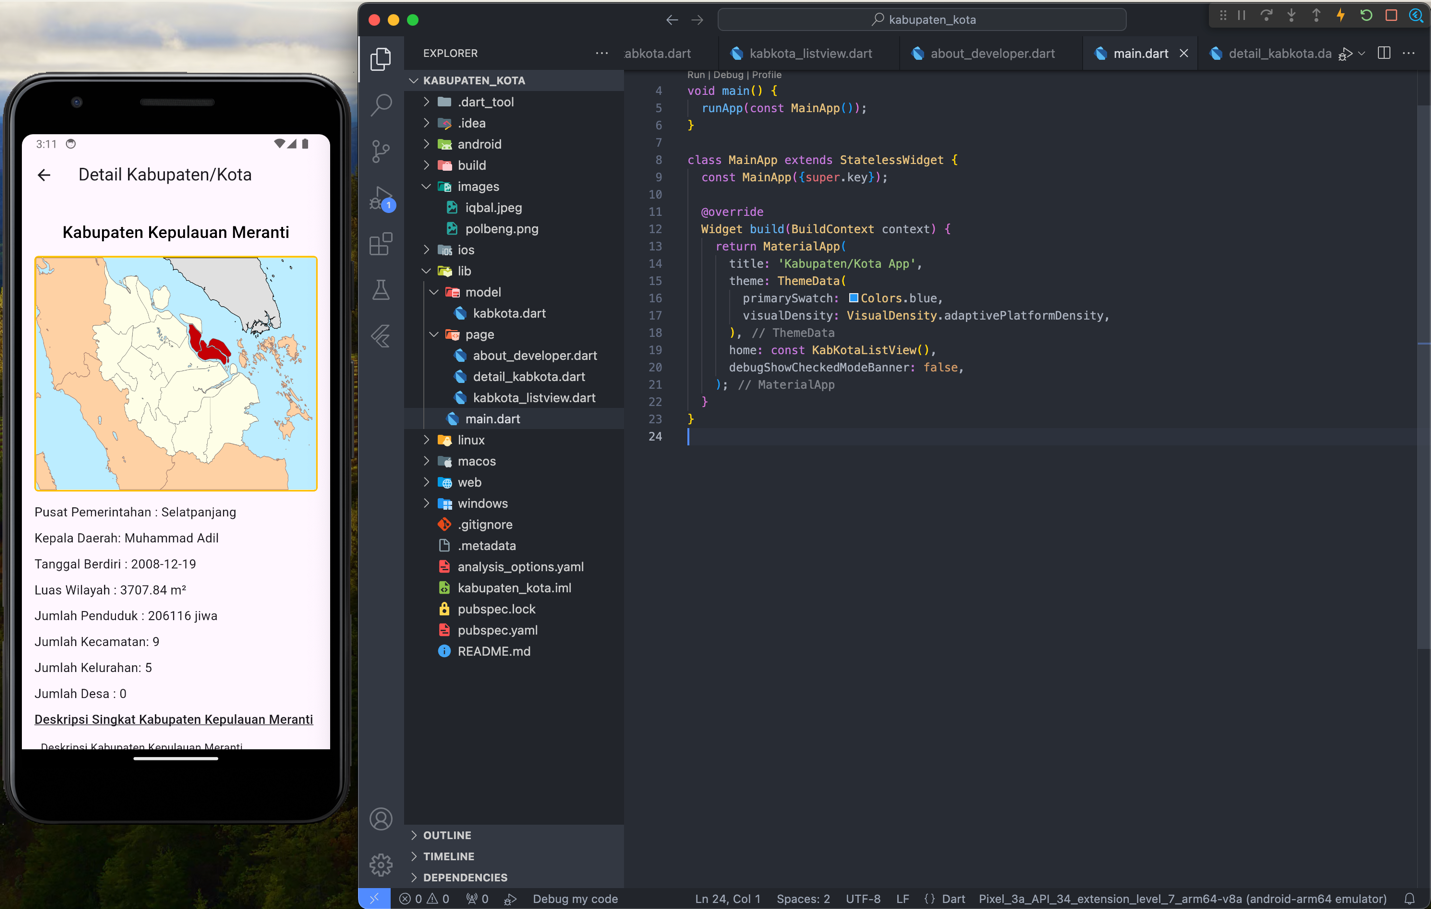 3:11
Detail Kabupaten/Kota
Kabupaten Kepulauan Meranti
Pusat Pemerintahan : Selatpanjang
Kepala Daerah: Muhammad Adil
Tanggal Berdiri : 2008-12-19
Luas Wilayah : 3707.84 m²
Jumlah Penduduk : 206116 jiwa
Jumlah Kecamatan: 9
Jumlah Kelurahan: 5
Jumlah Desa : 0
Deskripsi Singkat Kabupaten Kepulauan Meranti
Deskripsi Kabupaten Kepulauan Meranti
kabupaten_kota
EXPLORER
abkota.dart
kabkota_listview.dart
about_developer.dart
main.dart
detail_kabkota.da
1
KABUPATEN_KOTA
.dart_tool
.idea
android
build
images
iqbal.jpeg
polbeng.png
ios
lib
model
kabkota.dart
page
about_developer.dart
detail_kabkota.dart
kabkota_listview.dart
main.dart
linux
macos
web
windows
.gitignore
.metadata
analysis_options.yaml
kabupaten_kota.iml
pubspec.lock
pubspec.yaml
README.md
OUTLINE
TIMELINE
DEPENDENCIES
Run | Debug | Profile
4 void main() {
5 runApp(const MainApp());
6 }
7
8 class MainApp extends StatelessWidget {
9 const MainApp({super.key});
10
11 @override
12 Widget build(BuildContext context) {
13 return MaterialApp(
14 title: 'Kabupaten/Kota App',
15 theme: ThemeData(
16 primarySwatch: Colors.blue,
17 visualDensity: VisualDensity.adaptivePlatformDensity,
18 ), // ThemeData
19 home: const KabKotaListView(),
20 debugShowCheckedModeBanner: false,
21 ); // MaterialApp
22 }
23 }
24
0 0 0 Debug my code Ln 24, Col 1 Spaces: 2 UTF-8 LF {} Dart Pixel_3a_API_34_extension_level_7_arm64-v8a (android-arm64 emulator)